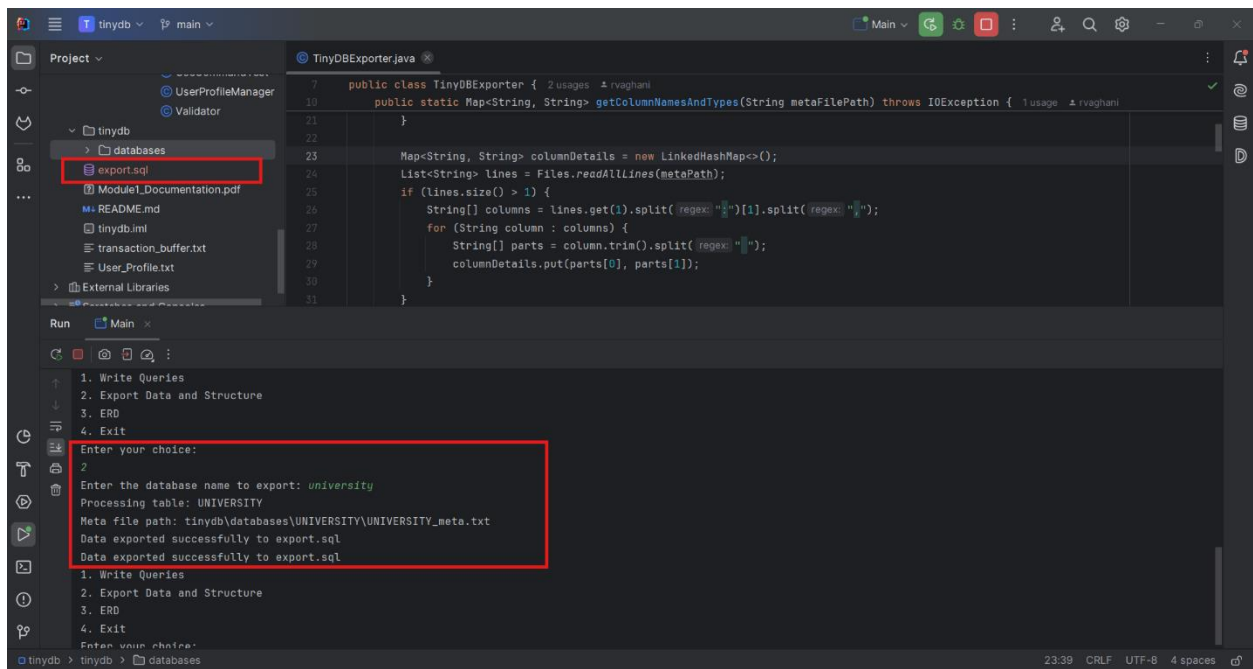 T tinydb main
Main
Project
TinyDBExporter.java
UserProfileManager
Validator
tinydb
databases
export.sql
Module1_Documentation.pdf
README.md
tinydb.iml
transaction_buffer.txt
User_Profile.txt
External Libraries
Scratches and Consoles
7 public class TinyDBExporter { 2 usages rvaghani
10 public static Map<String, String> getColumnNamesAndTypes(String metaFilePath) throws IOException { 1 usage rvaghani
21 }
22
23 Map<String, String> columnDetails = new LinkedHashMap<>();
24 List<String> lines = Files.readAllLines(metaPath);
25 if (lines.size() > 1) {
26 String[] columns = lines.get(1).split( regex: ":")[1].split( regex: ",");
27 for (String column : columns) {
28 String[] parts = column.trim().split( regex: " ");
29 columnDetails.put(parts[0], parts[1]);
30 }
31 }
Run Main
1. Write Queries
2. Export Data and Structure
3. ERD
4. Exit
Enter your choice:
2
Enter the database name to export: university
Processing table: UNIVERSITY
Meta file path: tinydb\databases\UNIVERSITY\UNIVERSITY_meta.txt
Data exported successfully to export.sql
Data exported successfully to export.sql
1. Write Queries
2. Export Data and Structure
3. ERD
4. Exit
Enter your choice:
tinydb > tinydb > databases
23:39 CRLF UTF-8 4 spaces